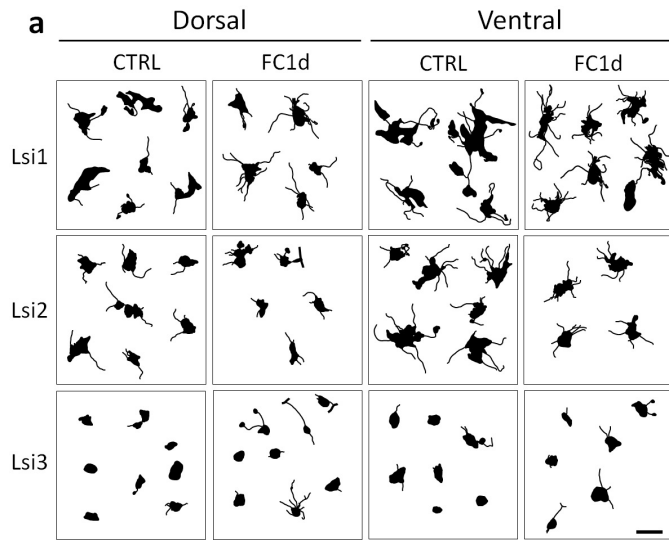 a
Dorsal Ventral
CTRL FC1d CTRL FC1d
Lsi1
Lsi2
Lsi3